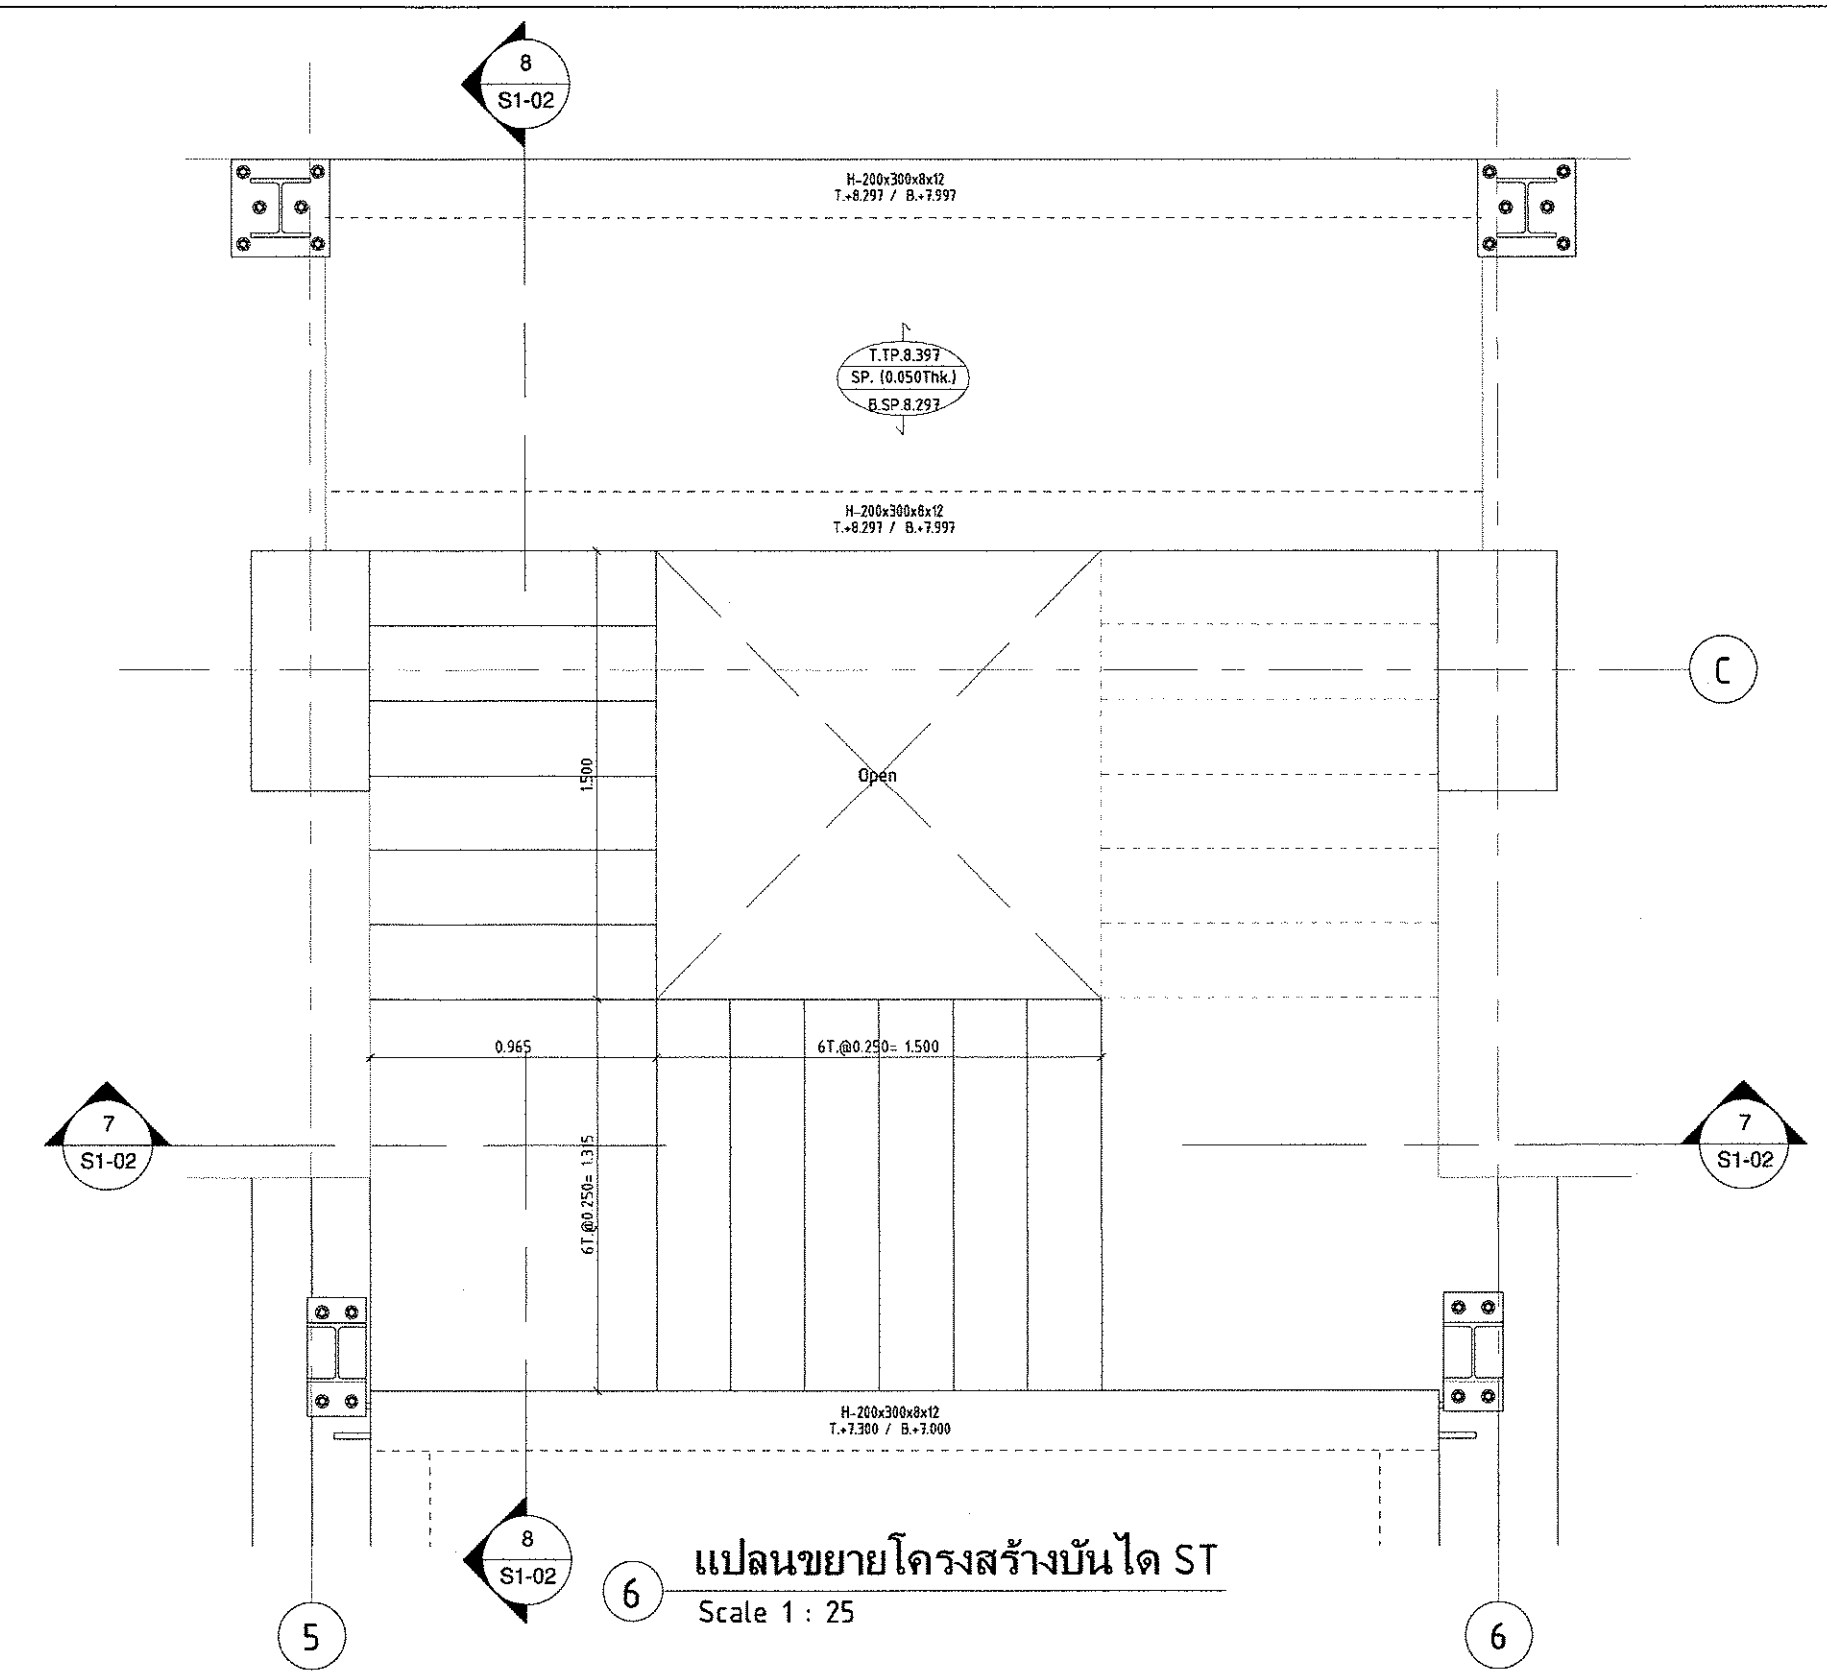 8
S1-02
H-200x300x8x12
T.+8.297 / B.+7.997
T.TP.8.397
SP. (0.050Thk.)
B.SP.8.297
H-200x300x8x12
T.+8.297 / B.+7.997
C
1.500
Open
0.965
6T.@0.250= 1.500
7
S1-02
7
S1-02
6T.@0.250= 1.315
H-200x300x8x12
T.+7.300 / B.+7.000
8
S1-02
6
แปลนขยายโครงสร้างบันได ST
Scale 1 : 25
5
6